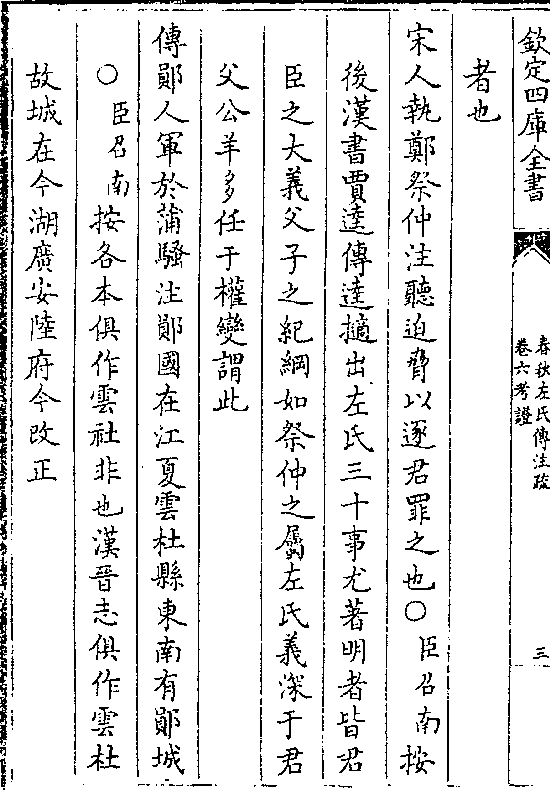 欽定四庫全書
春秋左氏傳注疏
卷六考證
三
者也
宋人執鄭祭仲注聽迫脅以逐君罪之也〇臣召南按
後漢書賈逵傳逵摘出左氏三十事尤著明者皆君
臣之大義父子之紀綱如祭仲之屬左氏義深于君
父公羊多任于權變謂此
傳鄖人軍於蒲騷注鄖國在江夏雲杜縣東南有鄖城
〇臣召南按各本俱作雲社非也漢晉志俱作雲杜
故城在今湖廣安陸府今改正